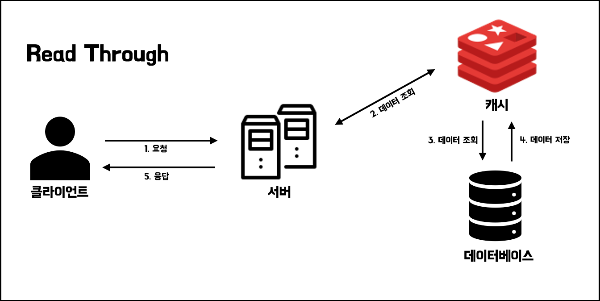 Read Through
캐시
2. 데이터 조회
1. 요청
3. 데이터 조회
4. 데이터 저장
5. 응답
클라이언트
서버
데이터베이스